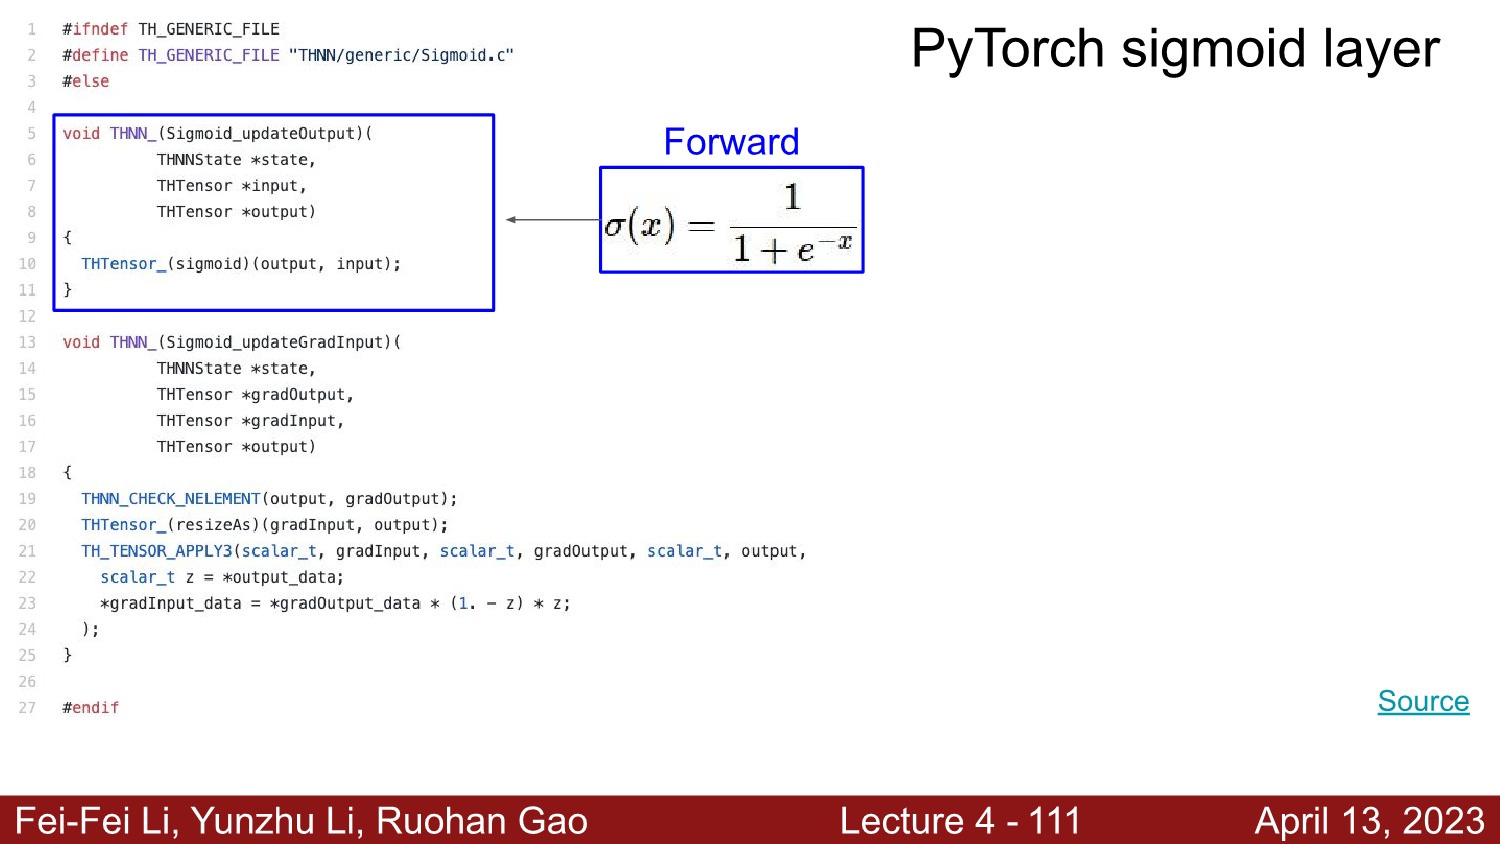 PyTorch sigmoid layer
1 #ifndef TH_GENERIC_FILE
2 #define TH_GENERIC_FILE "THNN/generic/Sigmoid.c"
3 #else
4
5 void THNN_(Sigmoid_updateOutput)(
6 THNNState *state,
7 THTensor *input,
8 THTensor *output)
9 {
10 THTensor_(sigmoid)(output, input);
11 }
12
13 void THNN_(Sigmoid_updateGradInput)(
14 THNNState *state,
15 THTensor *gradOutput,
16 THTensor *gradInput,
17 THTensor *output)
18 {
19 THNN_CHECK_NELEMENT(output, gradOutput);
20 THTensor_(resizeAs)(gradInput, output);
21 TH_TENSOR_APPLY3(scalar_t, gradInput, scalar_t, gradOutput, scalar_t, output,
22 scalar_t z = *output_data;
23 *gradInput_data = *gradOutput_data * (1. - z) * z;
24 );
25 }
26
27 #endif
Forward
σ(x) = 1 / (1 + e^{-x})
Source
Fei-Fei Li, Yunzhu Li, Ruohan Gao
Lecture 4 - 111
April 13, 2023